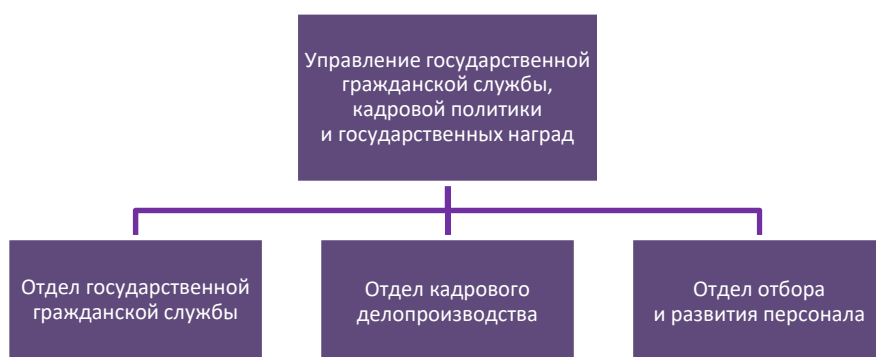 Управление государственной
гражданской службы,
кадровой политики
и государственных наград
Отдел государственной
гражданской службы
Отдел кадрового
делопроизводства
Отдел отбора
и развития персонала